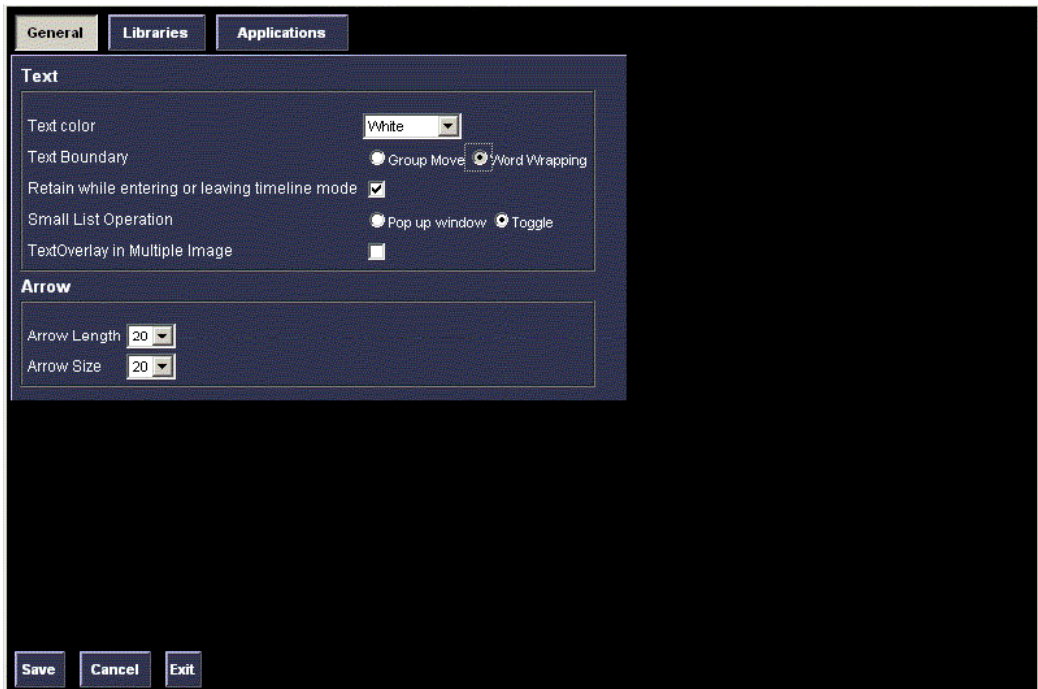 General Libraries Applications
Text
Text color White
Text Boundary Group Move Word Wrapping
Retain while entering or leaving timeline mode
Small List Operation Pop up window Toggle
TextOverlay in Multiple Image
Arrow
Arrow Length 20
Arrow Size 20
Save Cancel Exit